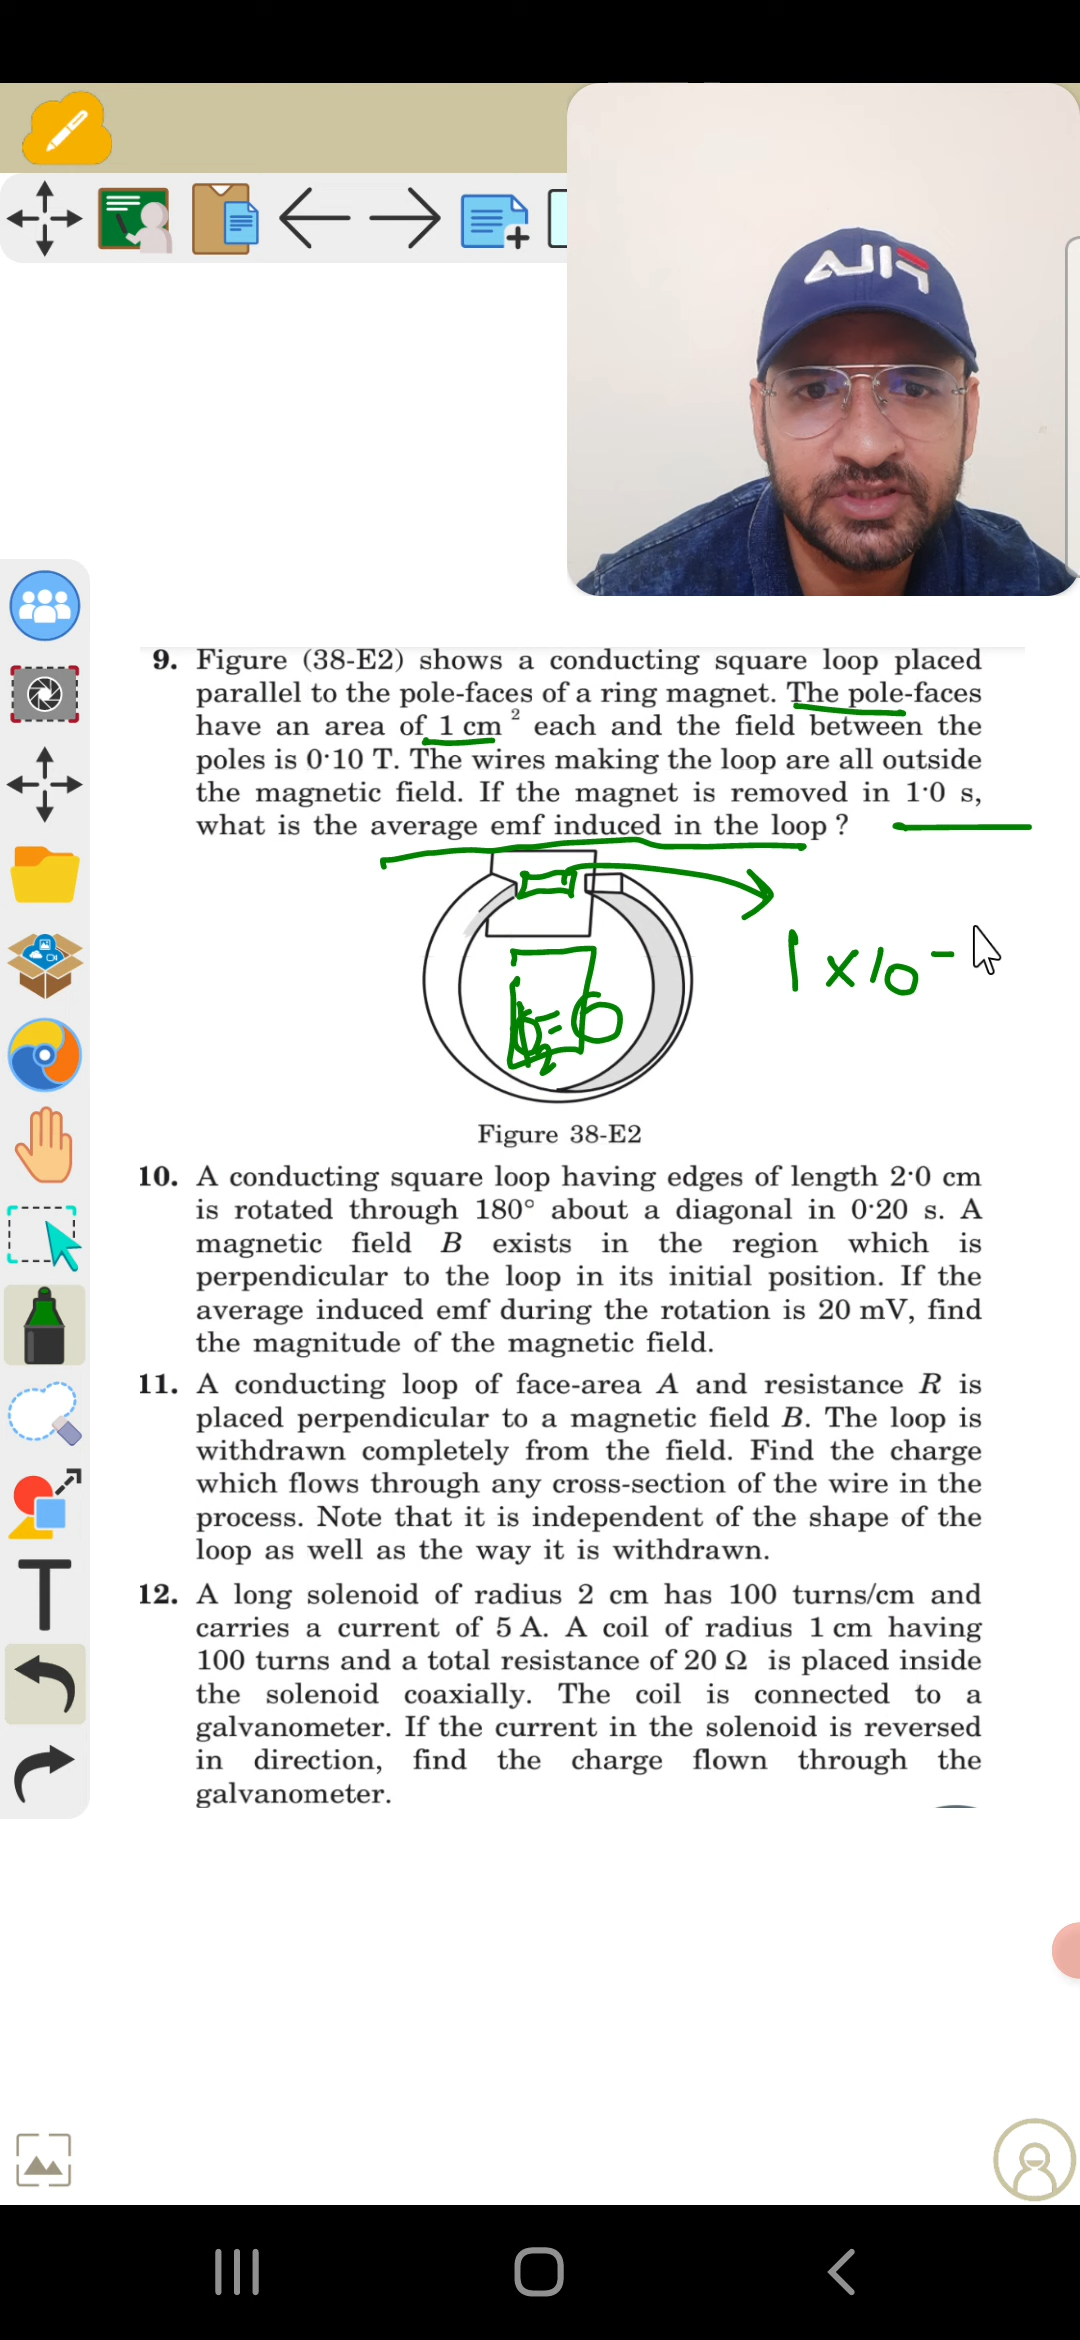 9. Figure (38-E2) shows a conducting square loop placed
parallel to the pole-faces of a ring magnet. The pole-faces
have an area of 1 cm² each and the field between the
poles is 0·10 T. The wires making the loop are all outside
the magnetic field. If the magnet is removed in 1·0 s,
what is the average emf induced in the loop ?
1 × 10⁻
ϕ₂ = 0
Figure 38-E2
10. A conducting square loop having edges of length 2·0 cm
is rotated through 180° about a diagonal in 0·20 s. A
magnetic field B exists in the region which is
perpendicular to the loop in its initial position. If the
average induced emf during the rotation is 20 mV, find
the magnitude of the magnetic field.
11. A conducting loop of face-area A and resistance R is
placed perpendicular to a magnetic field B. The loop is
withdrawn completely from the field. Find the charge
which flows through any cross-section of the wire in the
process. Note that it is independent of the shape of the
loop as well as the way it is withdrawn.
12. A long solenoid of radius 2 cm has 100 turns/cm and
carries a current of 5 A. A coil of radius 1 cm having
100 turns and a total resistance of 20 Ω is placed inside
the solenoid coaxially. The coil is connected to a
galvanometer. If the current in the solenoid is reversed
in direction, find the charge flown through the
galvanometer.